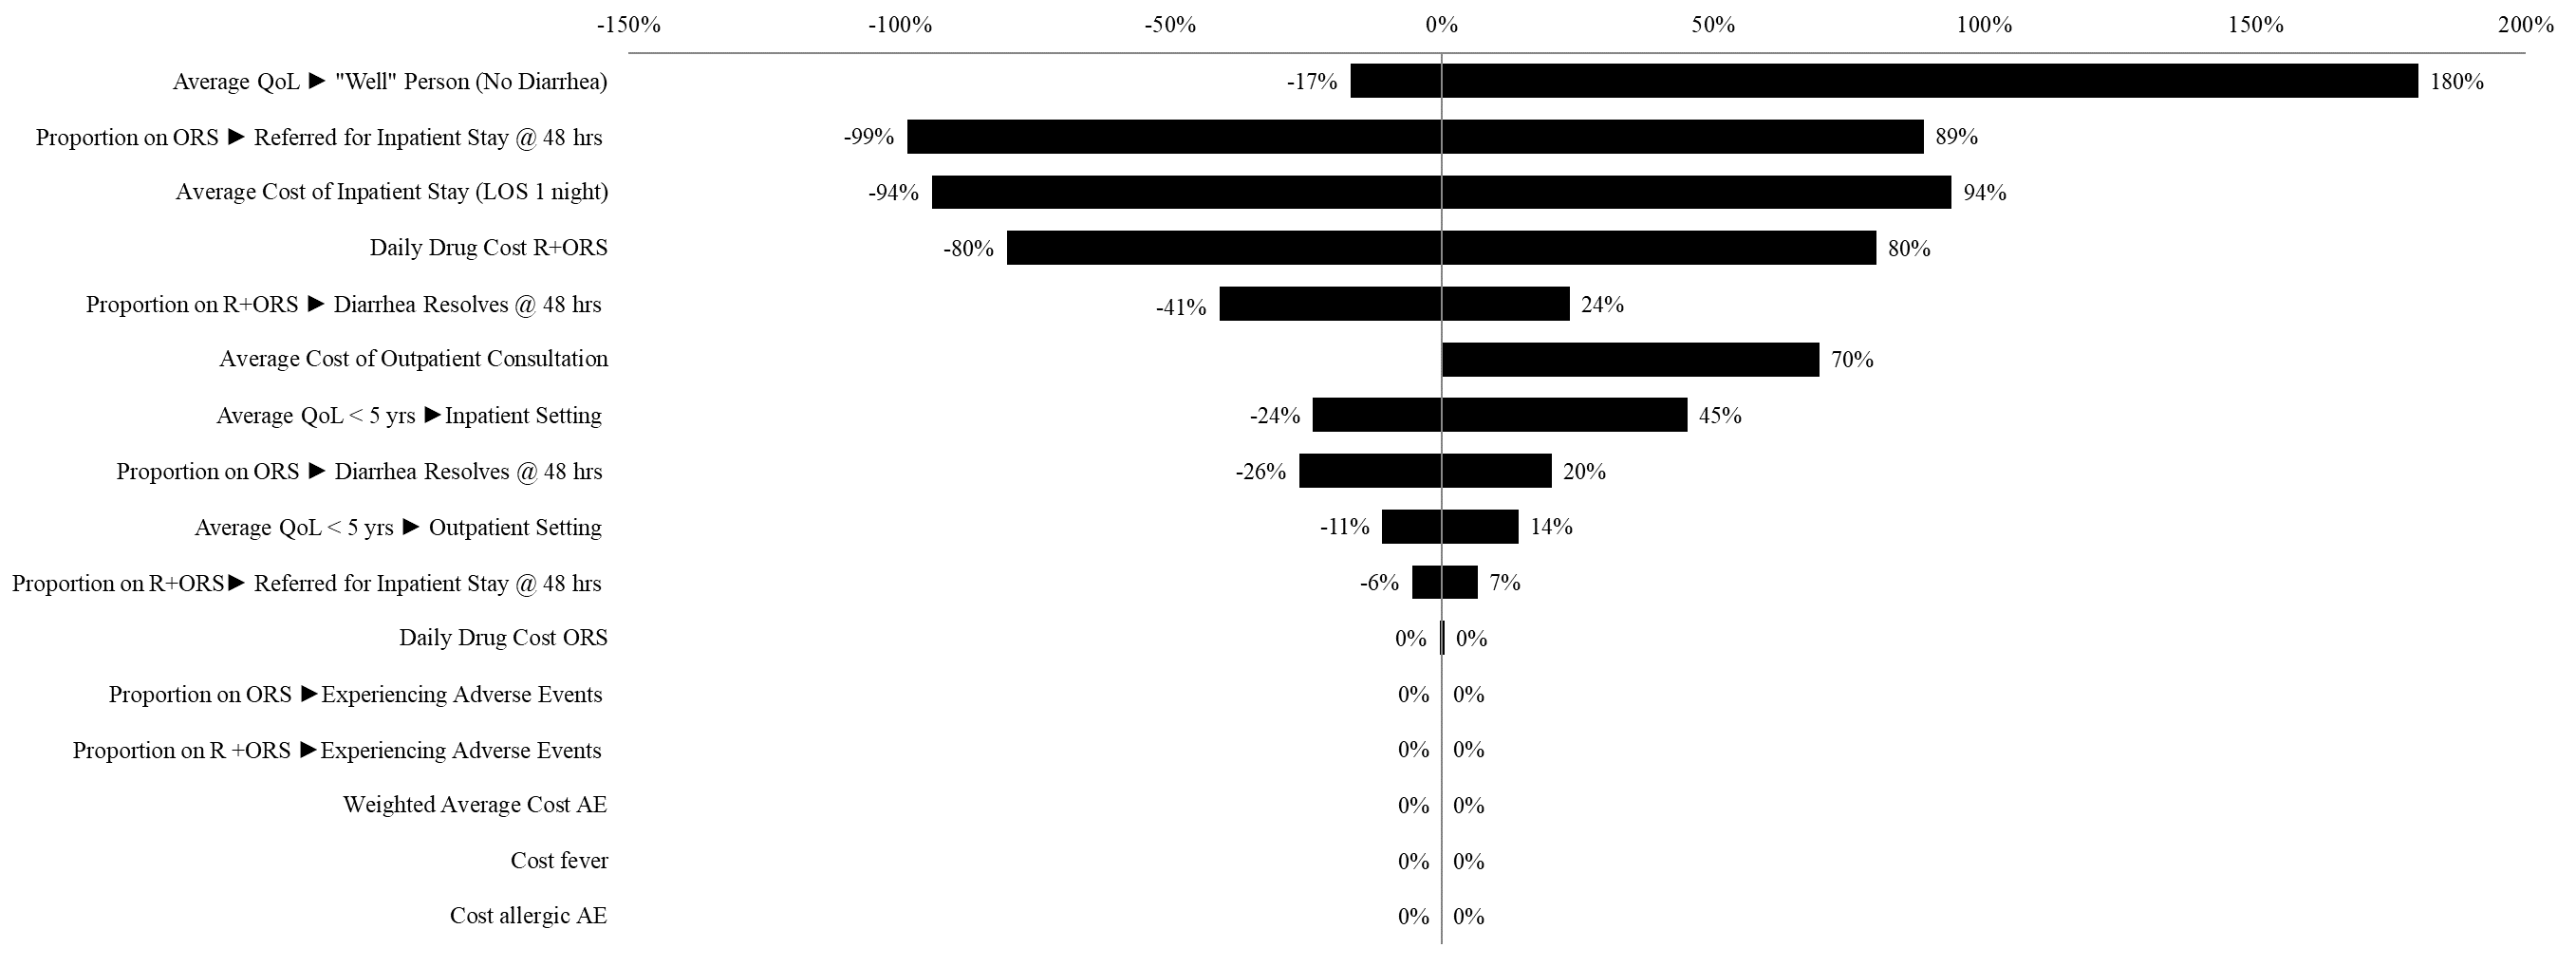 -150% -100% -50% 0% 50% 100% 150% 200%
Average QoL ► "Well" Person (No Diarrhea) -17% 180%
Proportion on ORS ► Referred for Inpatient Stay @ 48 hrs -99% 89%
Average Cost of Inpatient Stay (LOS 1 night) -94% 94%
Daily Drug Cost R+ORS -80% 80%
Proportion on R+ORS ► Diarrhea Resolves @ 48 hrs -41% 24%
Average Cost of Outpatient Consultation 70%
Average QoL < 5 yrs ►Inpatient Setting -24% 45%
Proportion on ORS ► Diarrhea Resolves @ 48 hrs -26% 20%
Average QoL < 5 yrs ► Outpatient Setting -11% 14%
Proportion on R+ORS► Referred for Inpatient Stay @ 48 hrs -6% 7%
Daily Drug Cost ORS 0% 0%
Proportion on ORS ►Experiencing Adverse Events 0% 0%
Proportion on R +ORS ►Experiencing Adverse Events 0% 0%
Weighted Average Cost AE 0% 0%
Cost fever 0% 0%
Cost allergic AE 0% 0%